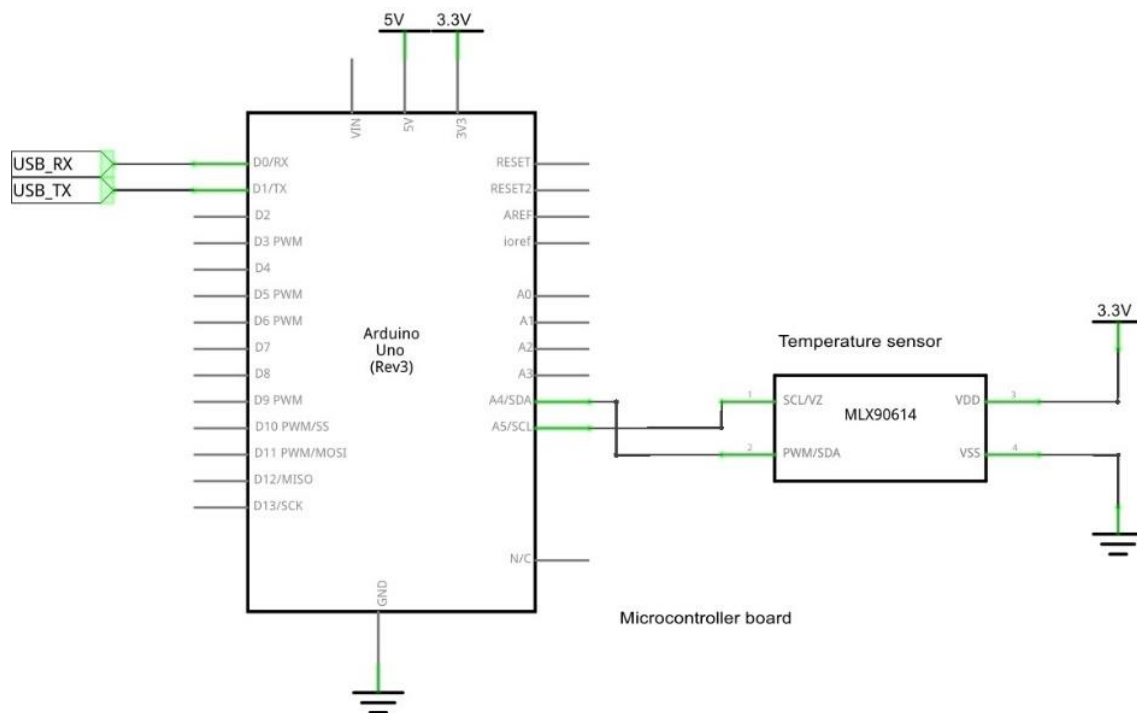 5V
3.3V
VIN
5V
3V3
USB_RX
USB_TX
D0/RX
D1/TX
D2
D3 PWM
D4
D5 PWM
D6 PWM
D7
D8
D9 PWM
D10 PWM/SS
D11 PWM/MOSI
D12/MISO
D13/SCK
Arduino
Uno
(Rev3)
RESET
RESET2
AREF
ioref
A0
A1
A2
A3
A4/SDA
A5/SCL
N/C
GND
Microcontroller board
Temperature sensor
1
SCL/VZ
2
PWM/SDA
MLX90614
VDD
3
VSS
4
3.3V